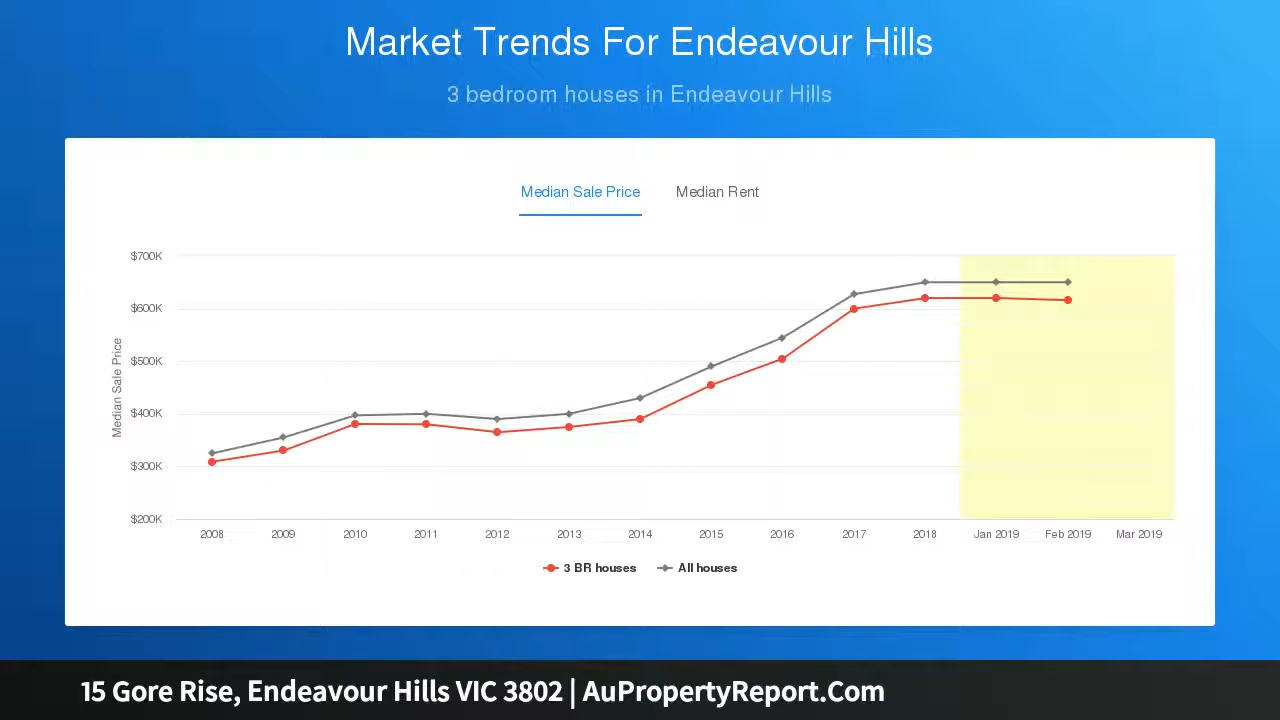 Market Trends For Endeavour Hills
3 bedroom houses in Endeavour Hills
Median Sale Price Median Rent
Median Sale Price
$700K
$600K
$500K
$400K
$300K
$200K
2008 2009 2010 2011 2012 2013 2014 2015 2016 2017 2018 Jan 2019 Feb 2019 Mar 2019
3 BR houses All houses
15 Gore Rise, Endeavour Hills VIC 3802 | AuPropertyReport.Com